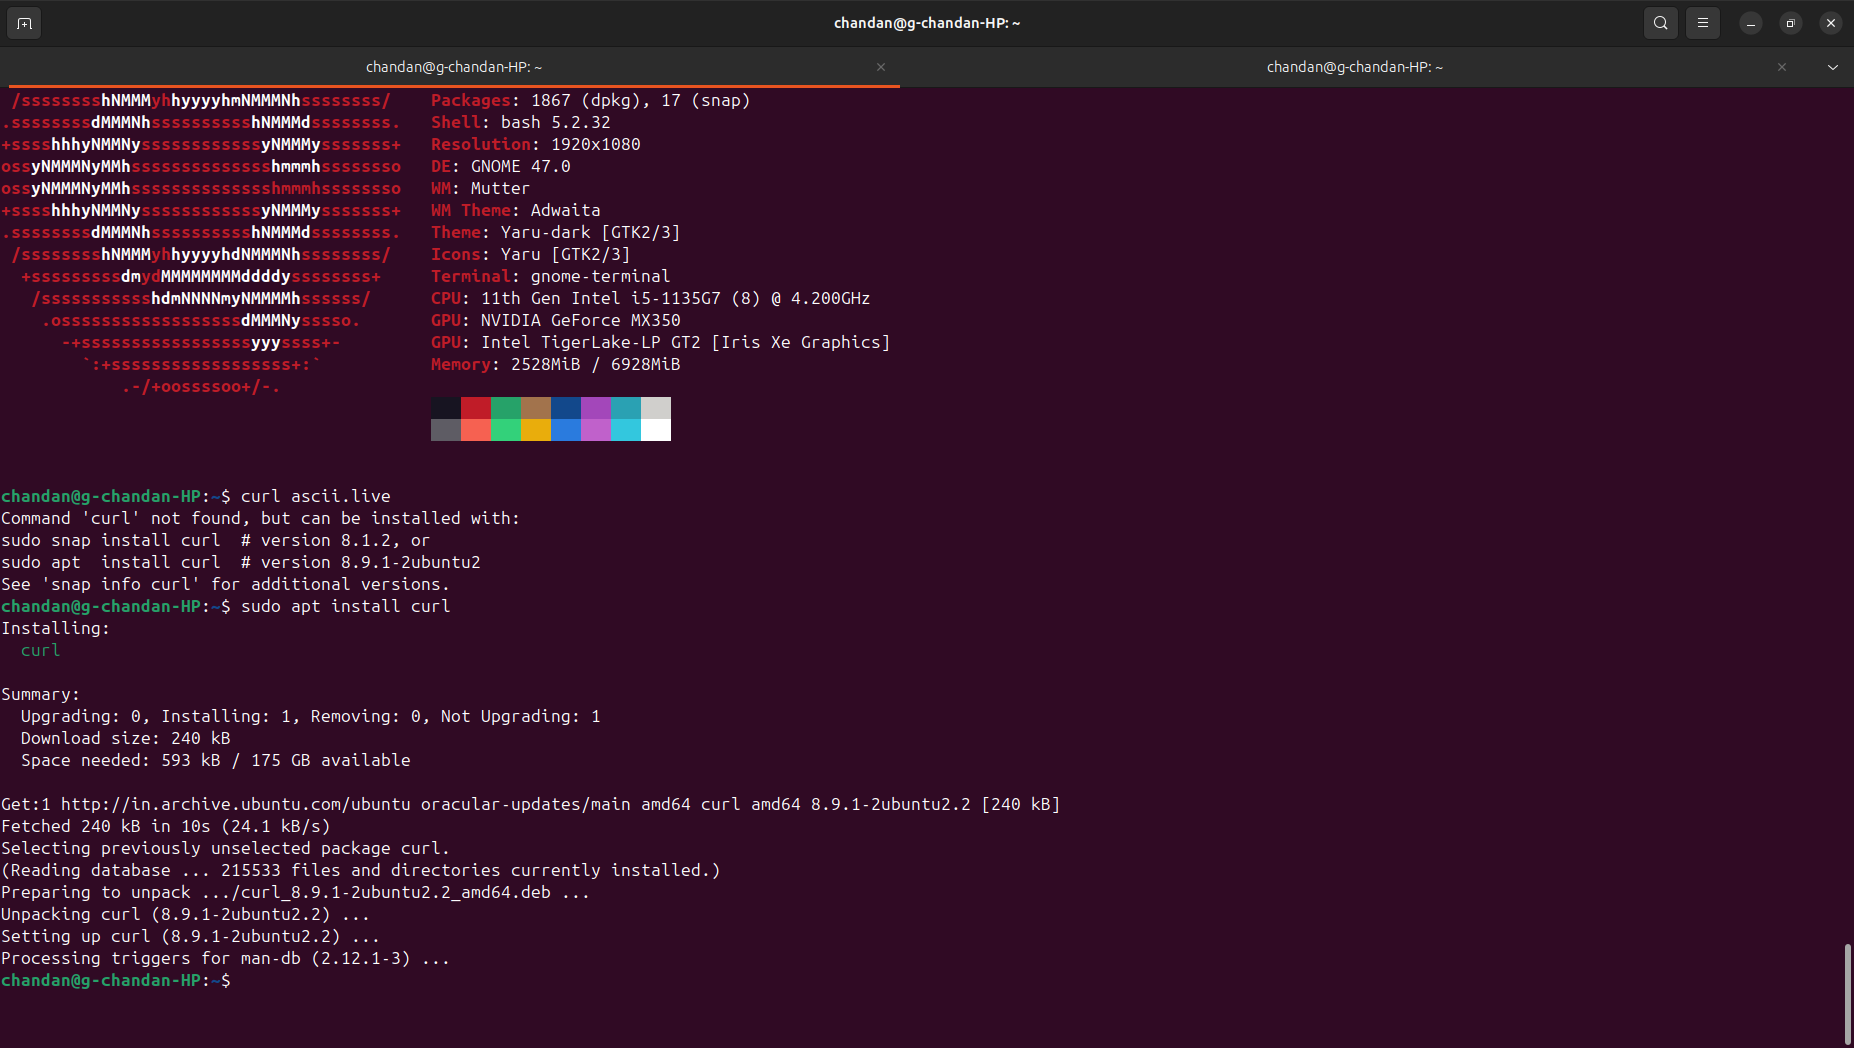 chandan@g-chandan-HP: ~
chandan@g-chandan-HP: ~ × chandan@g-chandan-HP: ~ ×
/sssssssshNMMMyhhyyyyhmNMMMNhssssssss/ Packages: 1867 (dpkg), 17 (snap)
.ssssssssdMMMNhsssssssssshNMMMdssssssss. Shell: bash 5.2.32
+sssshhhyNMMNyssssssssssssyNMMMysssssss+ Resolution: 1920x1080
ossyNMMMNyMMhsssssssssssssshmmmhssssssso DE: GNOME 47.0
ossyNMMMNyMMhsssssssssssssshmmmhssssssso WM: Mutter
+sssshhhyNMMNyssssssssssssyNMMMysssssss+ WM Theme: Adwaita
.ssssssssdMMMNhsssssssssshNMMMdssssssss. Theme: Yaru-dark [GTK2/3]
/sssssssshNMMMyhhyyyyhdNMMMNhssssssss/ Icons: Yaru [GTK2/3]
+sssssssssdmydMMMMMMMMddddyssssssss+ Terminal: gnome-terminal
/ssssssssssshdmNNNNmyNMMMMhssssss/ CPU: 11th Gen Intel i5-1135G7 (8) @ 4.200GHz
.ossssssssssssssssssdMMMNysssso. GPU: NVIDIA GeForce MX350
-+sssssssssssssssssyyyssss+- GPU: Intel TigerLake-LP GT2 [Iris Xe Graphics]
`:+ssssssssssssssssss+:` Memory: 2528MiB / 6928MiB
.-/+oossssoo+/-.
chandan@g-chandan-HP:~$ curl ascii.live
Command 'curl' not found, but can be installed with:
sudo snap install curl  # version 8.1.2, or
sudo apt  install curl  # version 8.9.1-2ubuntu2
See 'snap info curl' for additional versions.
chandan@g-chandan-HP:~$ sudo apt install curl
Installing:
  curl
Summary:
  Upgrading: 0, Installing: 1, Removing: 0, Not Upgrading: 1
  Download size: 240 kB
  Space needed: 593 kB / 175 GB available
Get:1 http://in.archive.ubuntu.com/ubuntu oracular-updates/main amd64 curl amd64 8.9.1-2ubuntu2.2 [240 kB]
Fetched 240 kB in 10s (24.1 kB/s)
Selecting previously unselected package curl.
(Reading database ... 215533 files and directories currently installed.)
Preparing to unpack .../curl_8.9.1-2ubuntu2.2_amd64.deb ...
Unpacking curl (8.9.1-2ubuntu2.2) ...
Setting up curl (8.9.1-2ubuntu2.2) ...
Processing triggers for man-db (2.12.1-3) ...
chandan@g-chandan-HP:~$